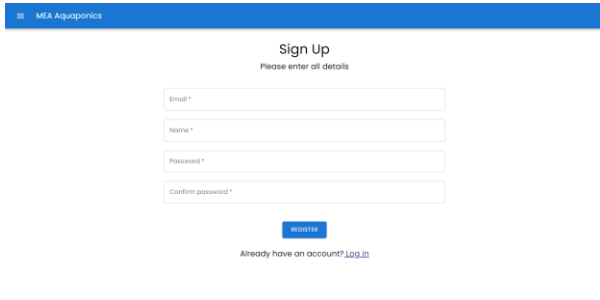 MEA Aquaponics
Sign Up
Please enter all details
Email *
Name *
Password *
Confirm password *
REGISTER
Already have an account? Log in